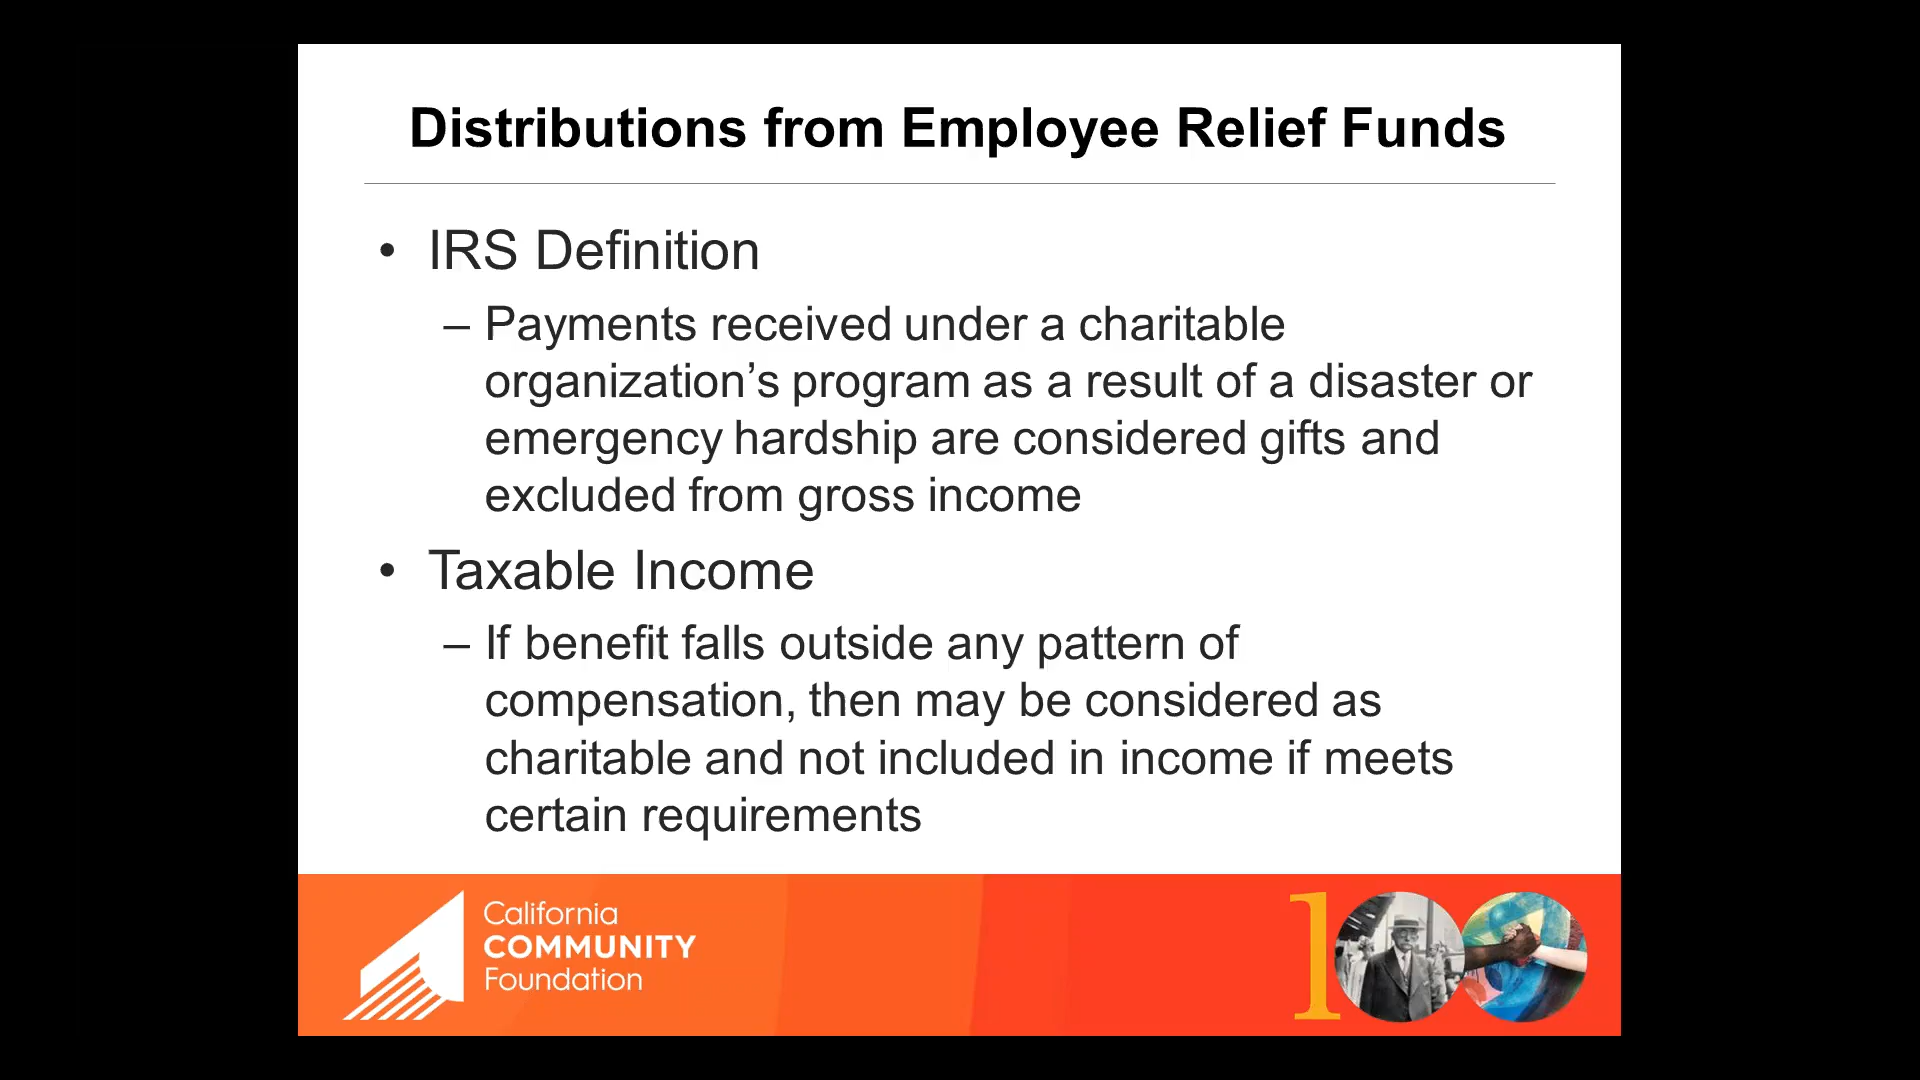 Distributions from Employee Relief Funds
• IRS Definition
– Payments received under a charitable
organization’s program as a result of a disaster or
emergency hardship are considered gifts and
excluded from gross income
• Taxable Income
– If benefit falls outside any pattern of
compensation, then may be considered as
charitable and not included in income if meets
certain requirements
California
COMMUNITY
Foundation
100